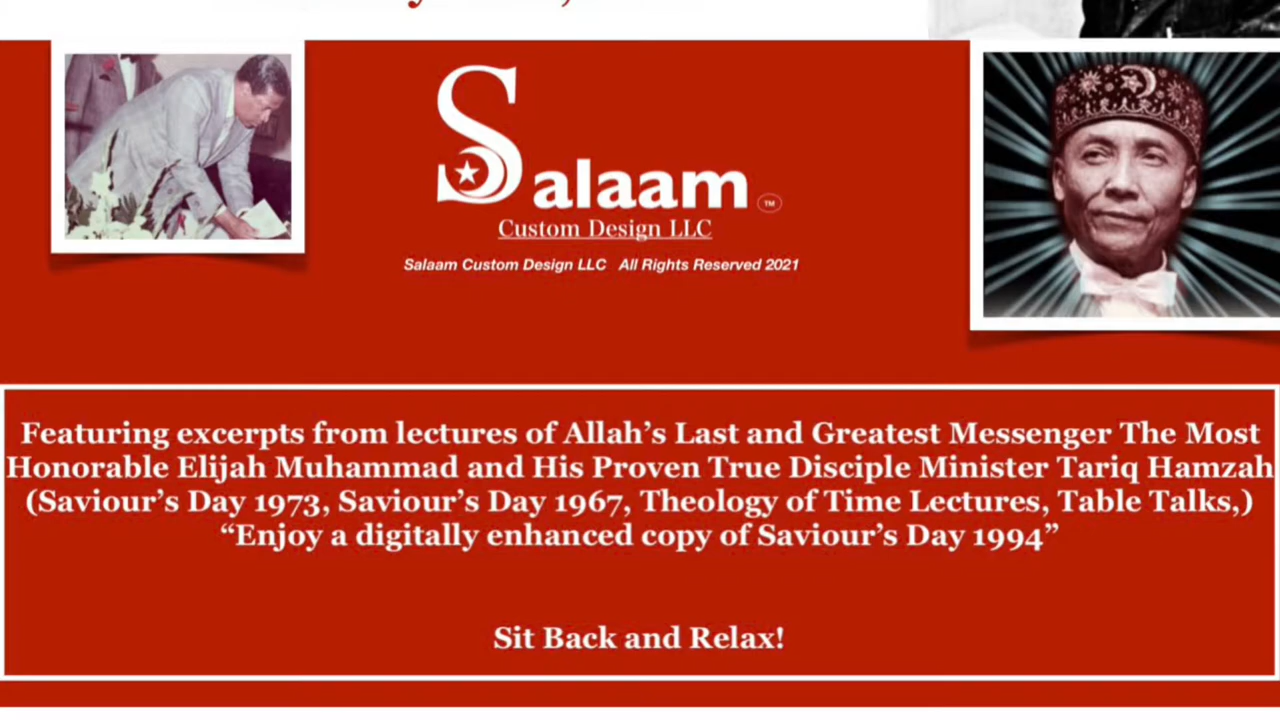 Salaam TM
Custom Design LLC
Salaam Custom Design LLC All Rights Reserved 2021
Featuring excerpts from lectures of Allah’s Last and Greatest Messenger The Most
Honorable Elijah Muhammad and His Proven True Disciple Minister Tariq Hamzah
(Saviour’s Day 1973, Saviour’s Day 1967, Theology of Time Lectures, Table Talks,)
“Enjoy a digitally enhanced copy of Saviour’s Day 1994”
Sit Back and Relax!